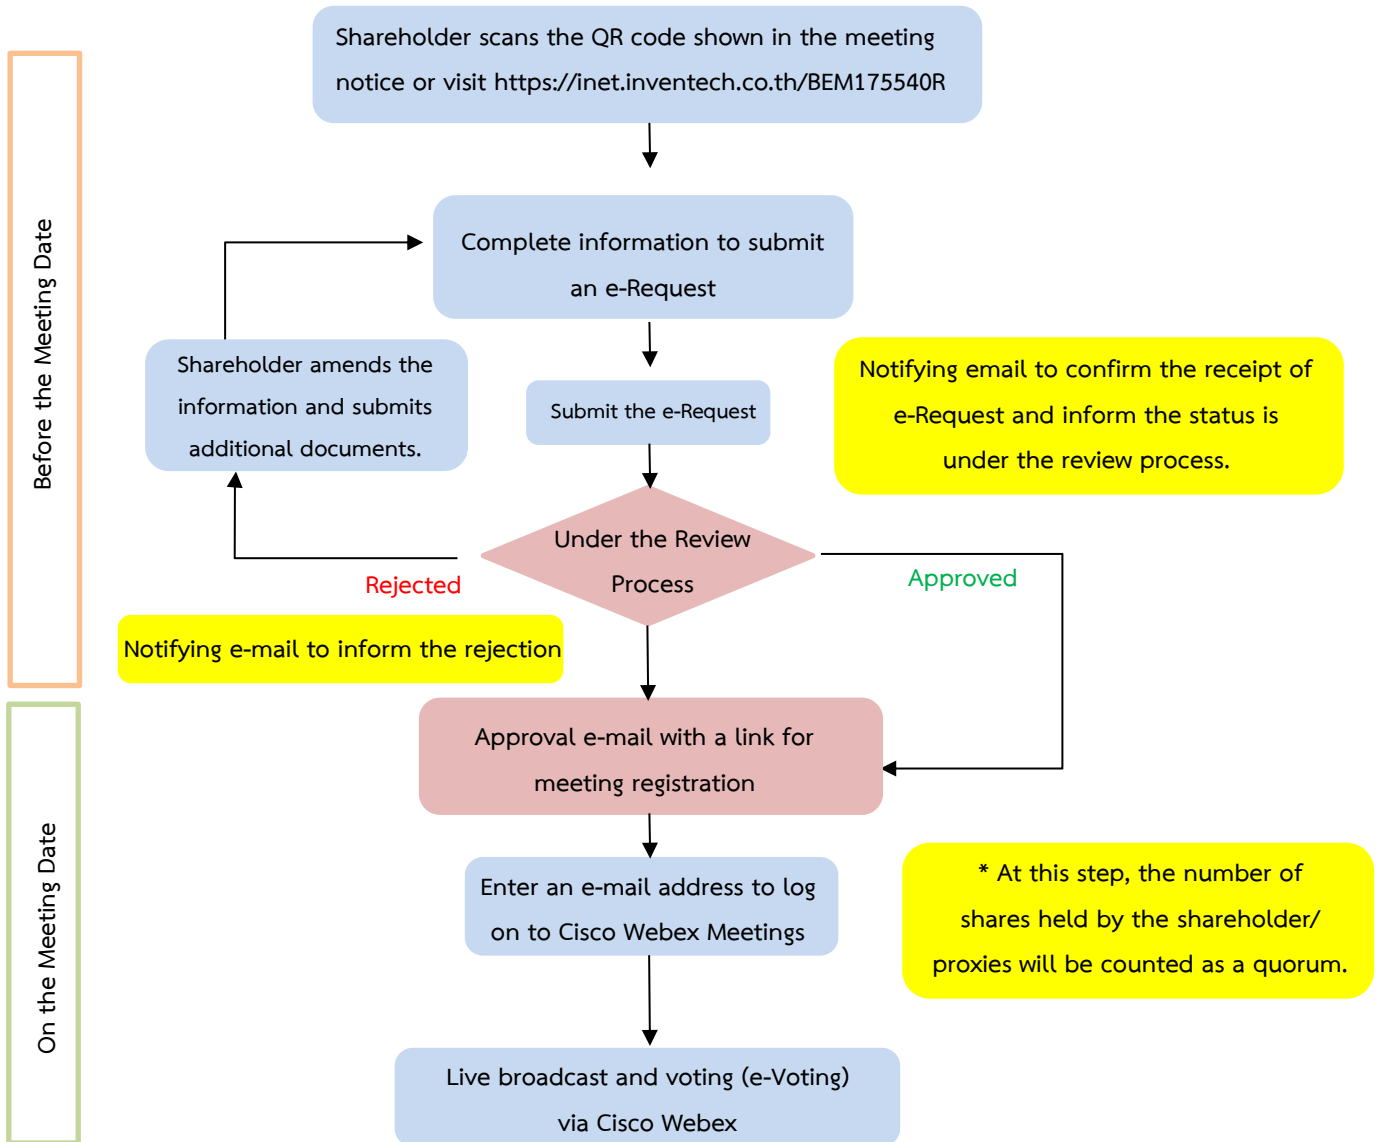 Shareholder scans the QR code shown in the meeting
notice or visit https://inet.inventech.co.th/BEM175540R
Before the Meeting Date
Complete information to submit
an e-Request
Shareholder amends the
information and submits
additional documents.
Submit the e-Request
Notifying email to confirm the receipt of
e-Request and inform the status is
under the review process.
Under the Review
Process
Rejected
Approved
Notifying e-mail to inform the rejection
On the Meeting Date
Approval e-mail with a link for
meeting registration
Enter an e-mail address to log
on to Cisco Webex Meetings
* At this step, the number of
shares held by the shareholder/
proxies will be counted as a quorum.
Live broadcast and voting (e-Voting)
via Cisco Webex